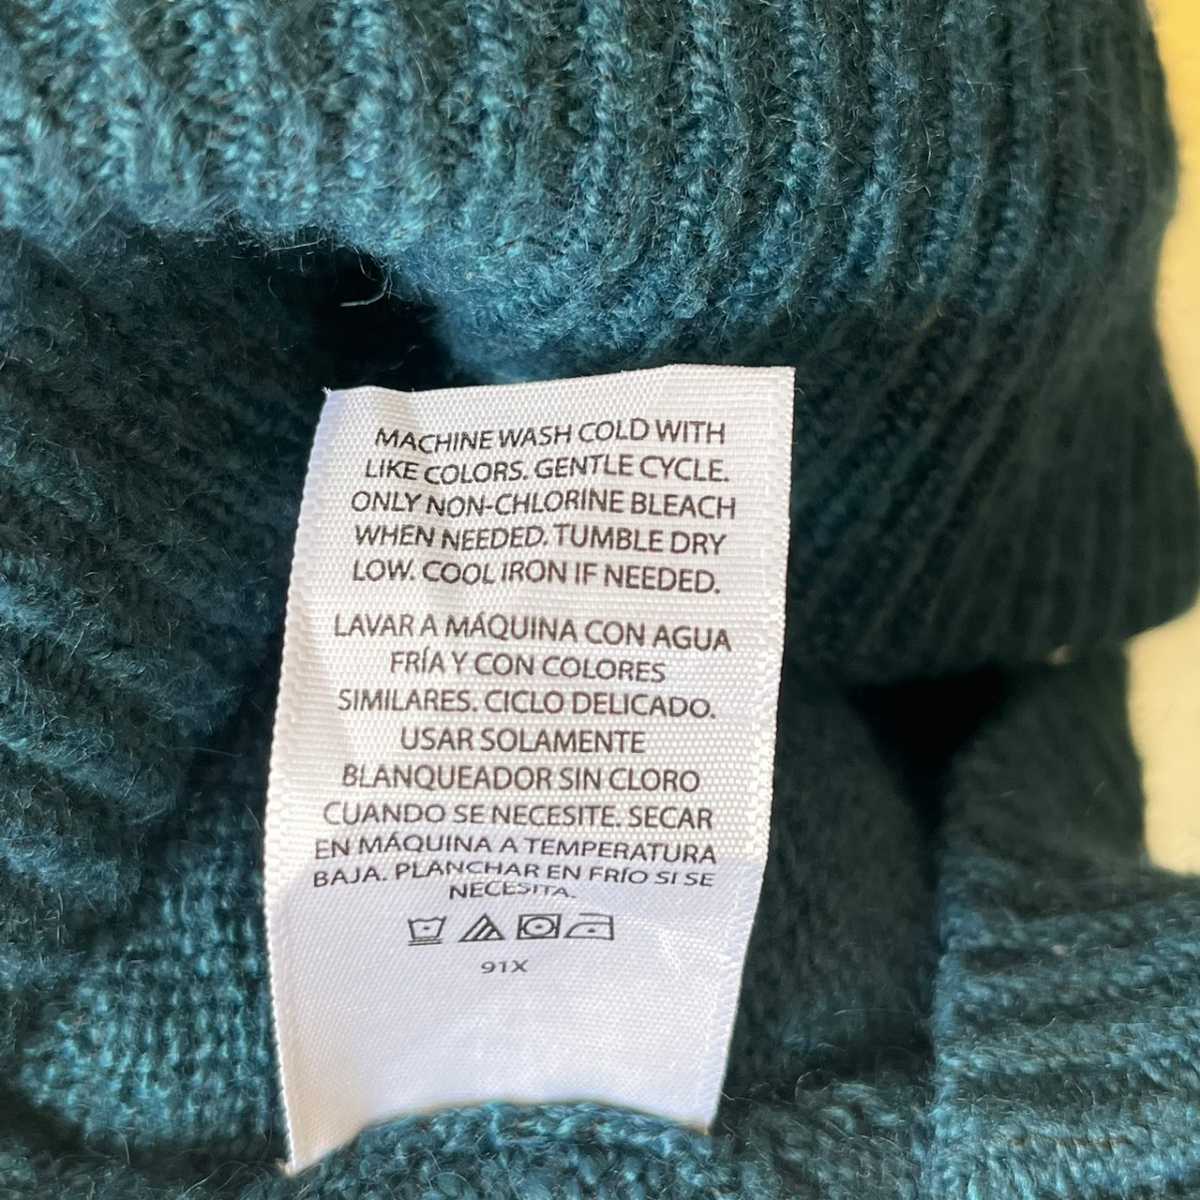 MACHINE WASH COLD WITH
LIKE COLORS. GENTLE CYCLE.
ONLY NON-CHLORINE BLEACH
WHEN NEEDED. TUMBLE DRY
LOW. COOL IRON IF NEEDED.
LAVAR A MÁQUINA CON AGUA
FRÍA Y CON COLORES
SIMILARES. CICLO DELICADO.
USAR SOLAMENTE
BLANQUEADOR SIN CLORO
CUANDO SE NECESITE. SECAR
EN MÁQUINA A TEMPERATURA
BAJA. PLANCHAR EN FRÍO SI SE
NECESITA.
91X